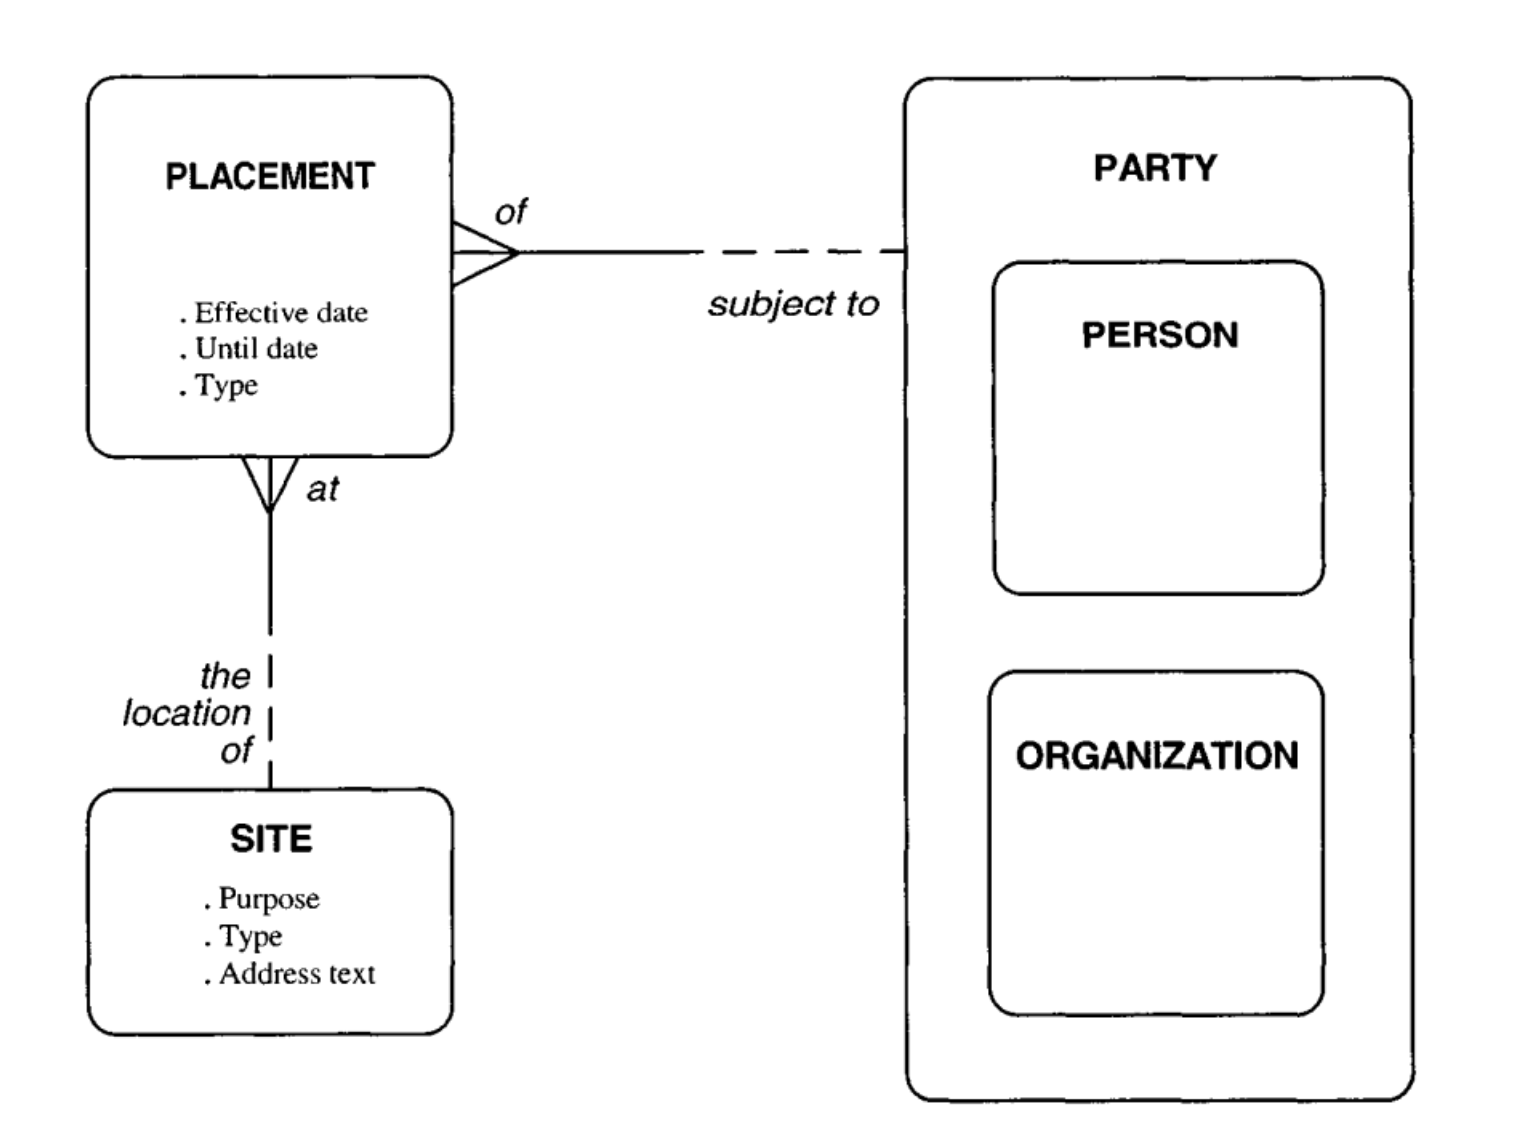 PLACEMENT
. Effective date
. Until date
. Type
of
subject to
PARTY
PERSON
ORGANIZATION
at
the
location
of
SITE
. Purpose
. Type
. Address text